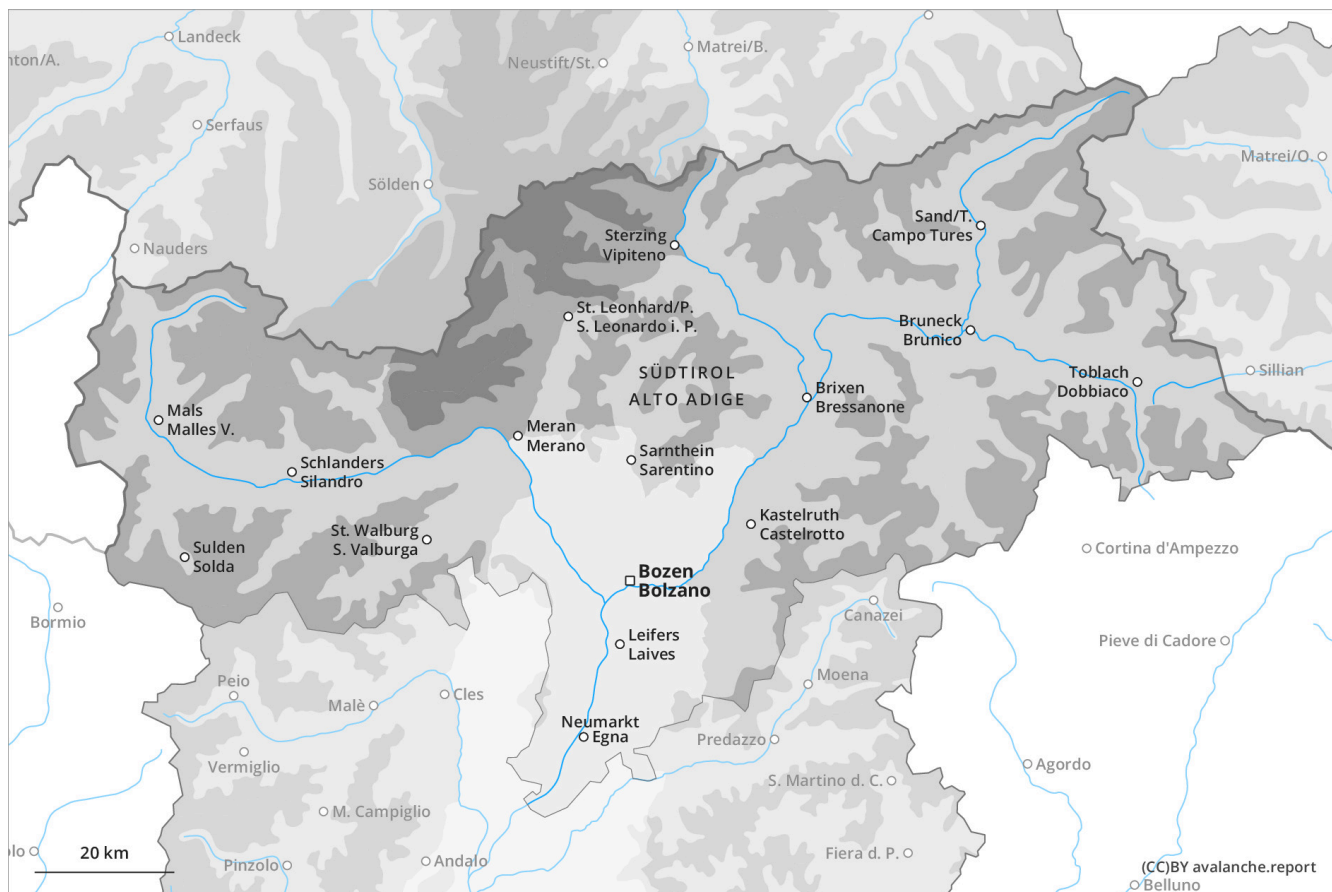 Landeck
nton/A.
Neustift/St.
Matrei/B.
Serfaus
Matrei/O.
Sölden
Nauders
Sand/T.
Campo Tures
Sterzing
Vipiteno
St. Leonhard/P.
S. Leonardo i. P.
Bruneck
Brunico
SÜDTIROL
ALTO ADIGE
Toblach
Dobbiaco
Sillian
Brixen
Bressanone
Mals
Malles V.
Meran
Merano
Sarnthein
Sarentino
Schlanders
Silandro
St. Walburg
S. Valburga
Kastelruth
Castelrotto
Sulden
Solda
Cortina d'Ampezzo
Bozen
Bolzano
Bormio
Canazei
Leifers
Laives
Pieve di Cadore
Peio
Malè
Cles
Moena
Neumarkt
Egna
Predazzo
Vermiglio
Agordo
S. Martino d. C.
M. Campiglio
olo
20 km
Pinzolo
Andalo
Fiera d. P.
(CC)BY avalanche.report
Belluno